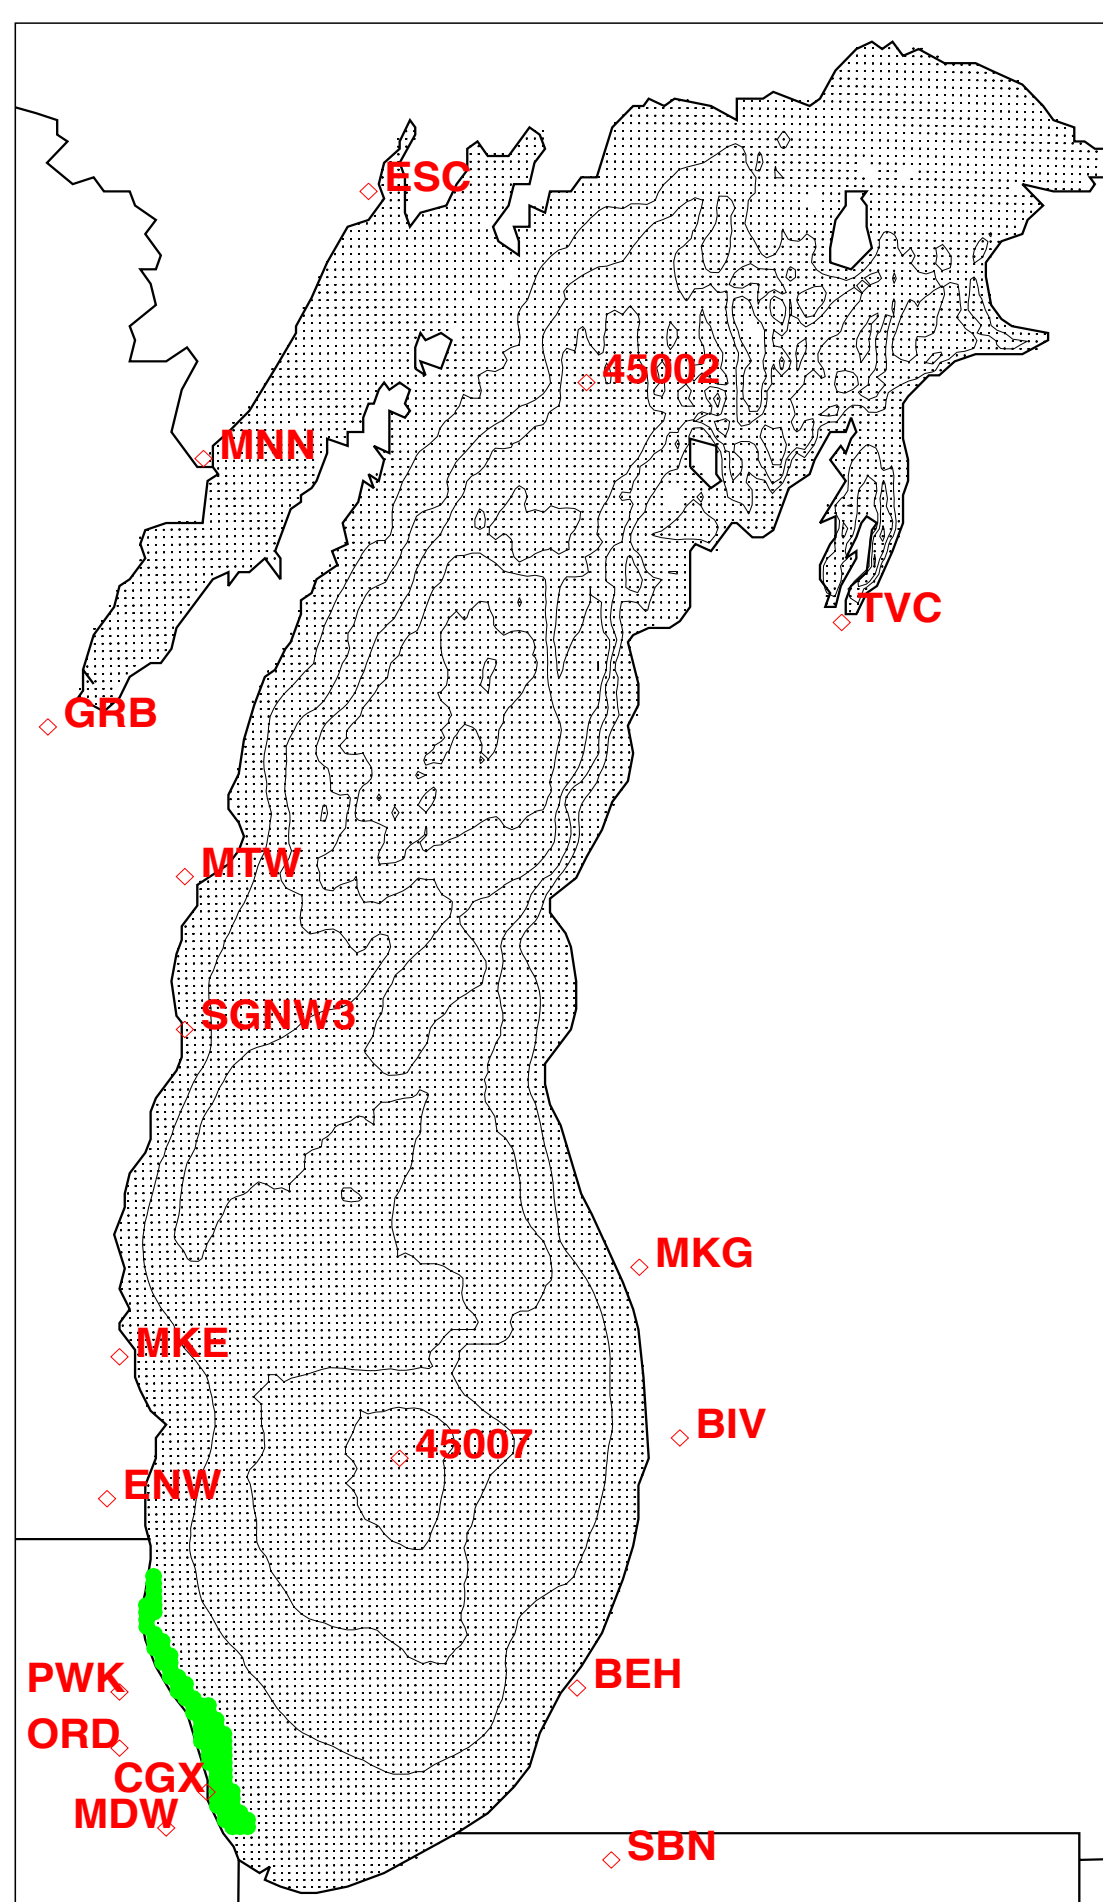 ESC
45002
MNN
TVC
GRB
MTW
SGNW3
MKG
MKE
BIV
45007
ENW
BEH
PWK
ORD
CGX
MDW
SBN